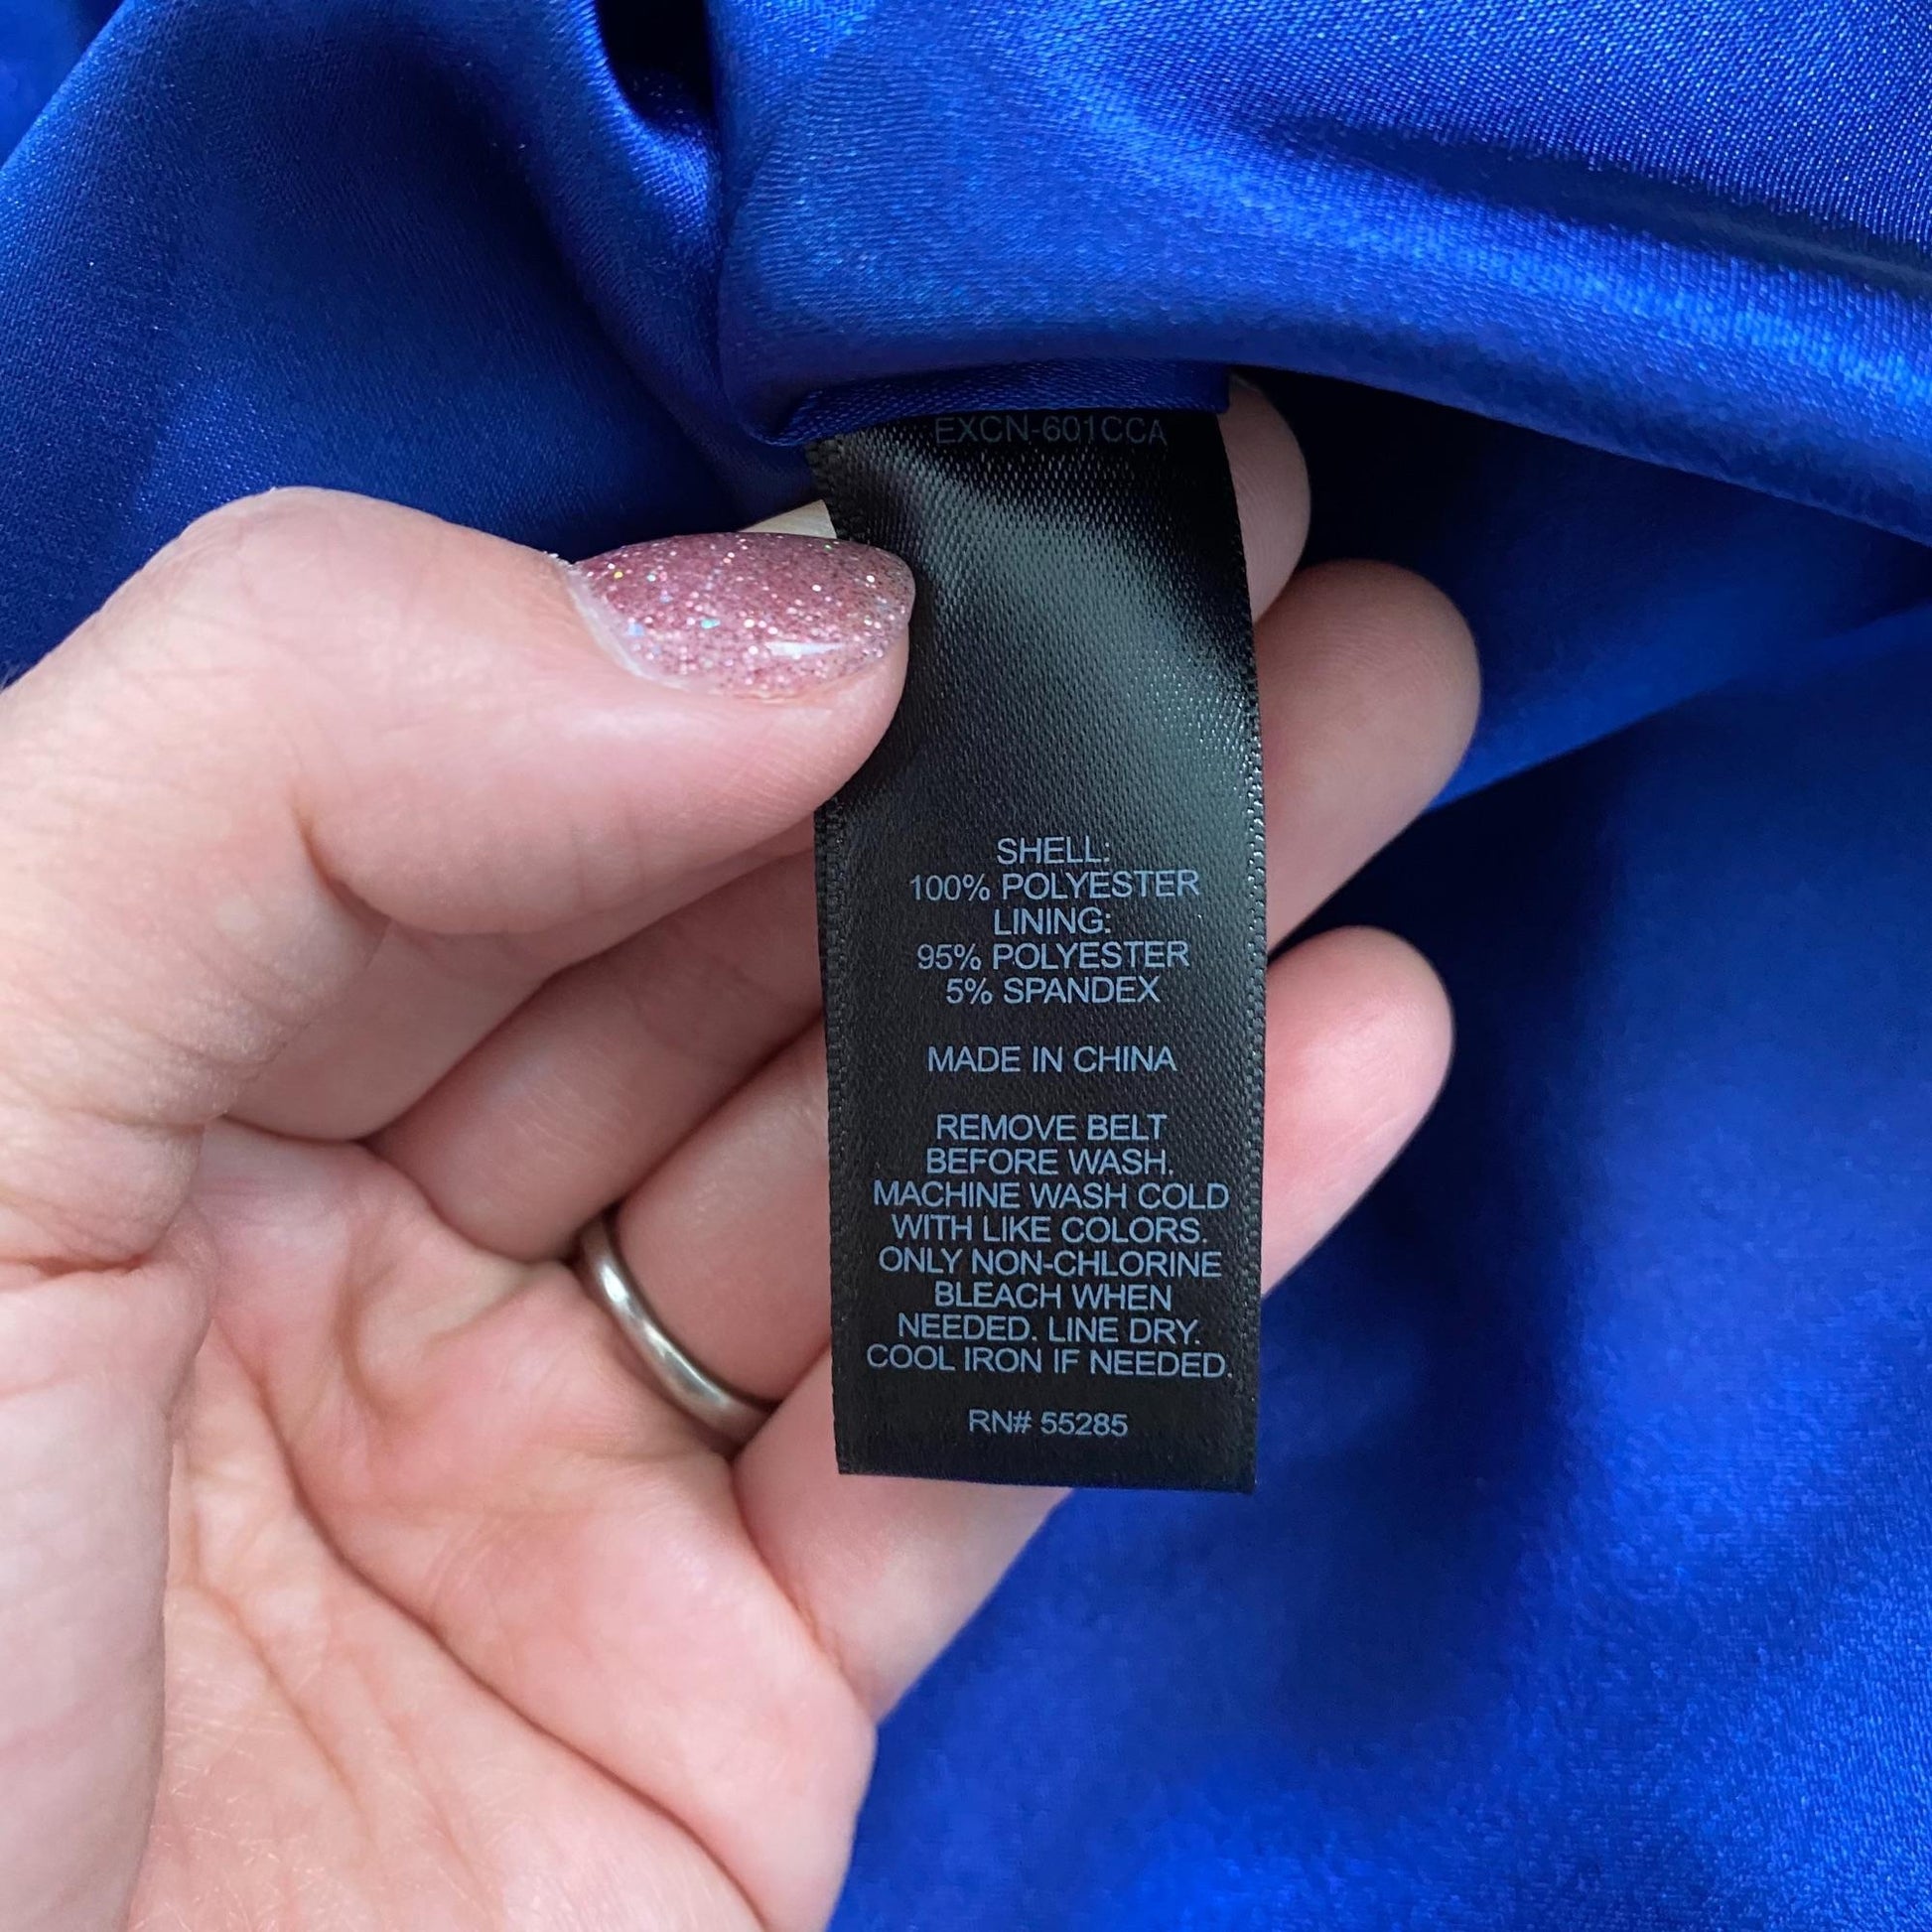 EXCN-601CCA
SHELL:
100% POLYESTER
LINING:
95% POLYESTER
5% SPANDEX
MADE IN CHINA
REMOVE BELT
BEFORE WASH.
MACHINE WASH COLD
WITH LIKE COLORS.
ONLY NON-CHLORINE
BLEACH WHEN
NEEDED. LINE DRY.
COOL IRON IF NEEDED.
RN# 55285